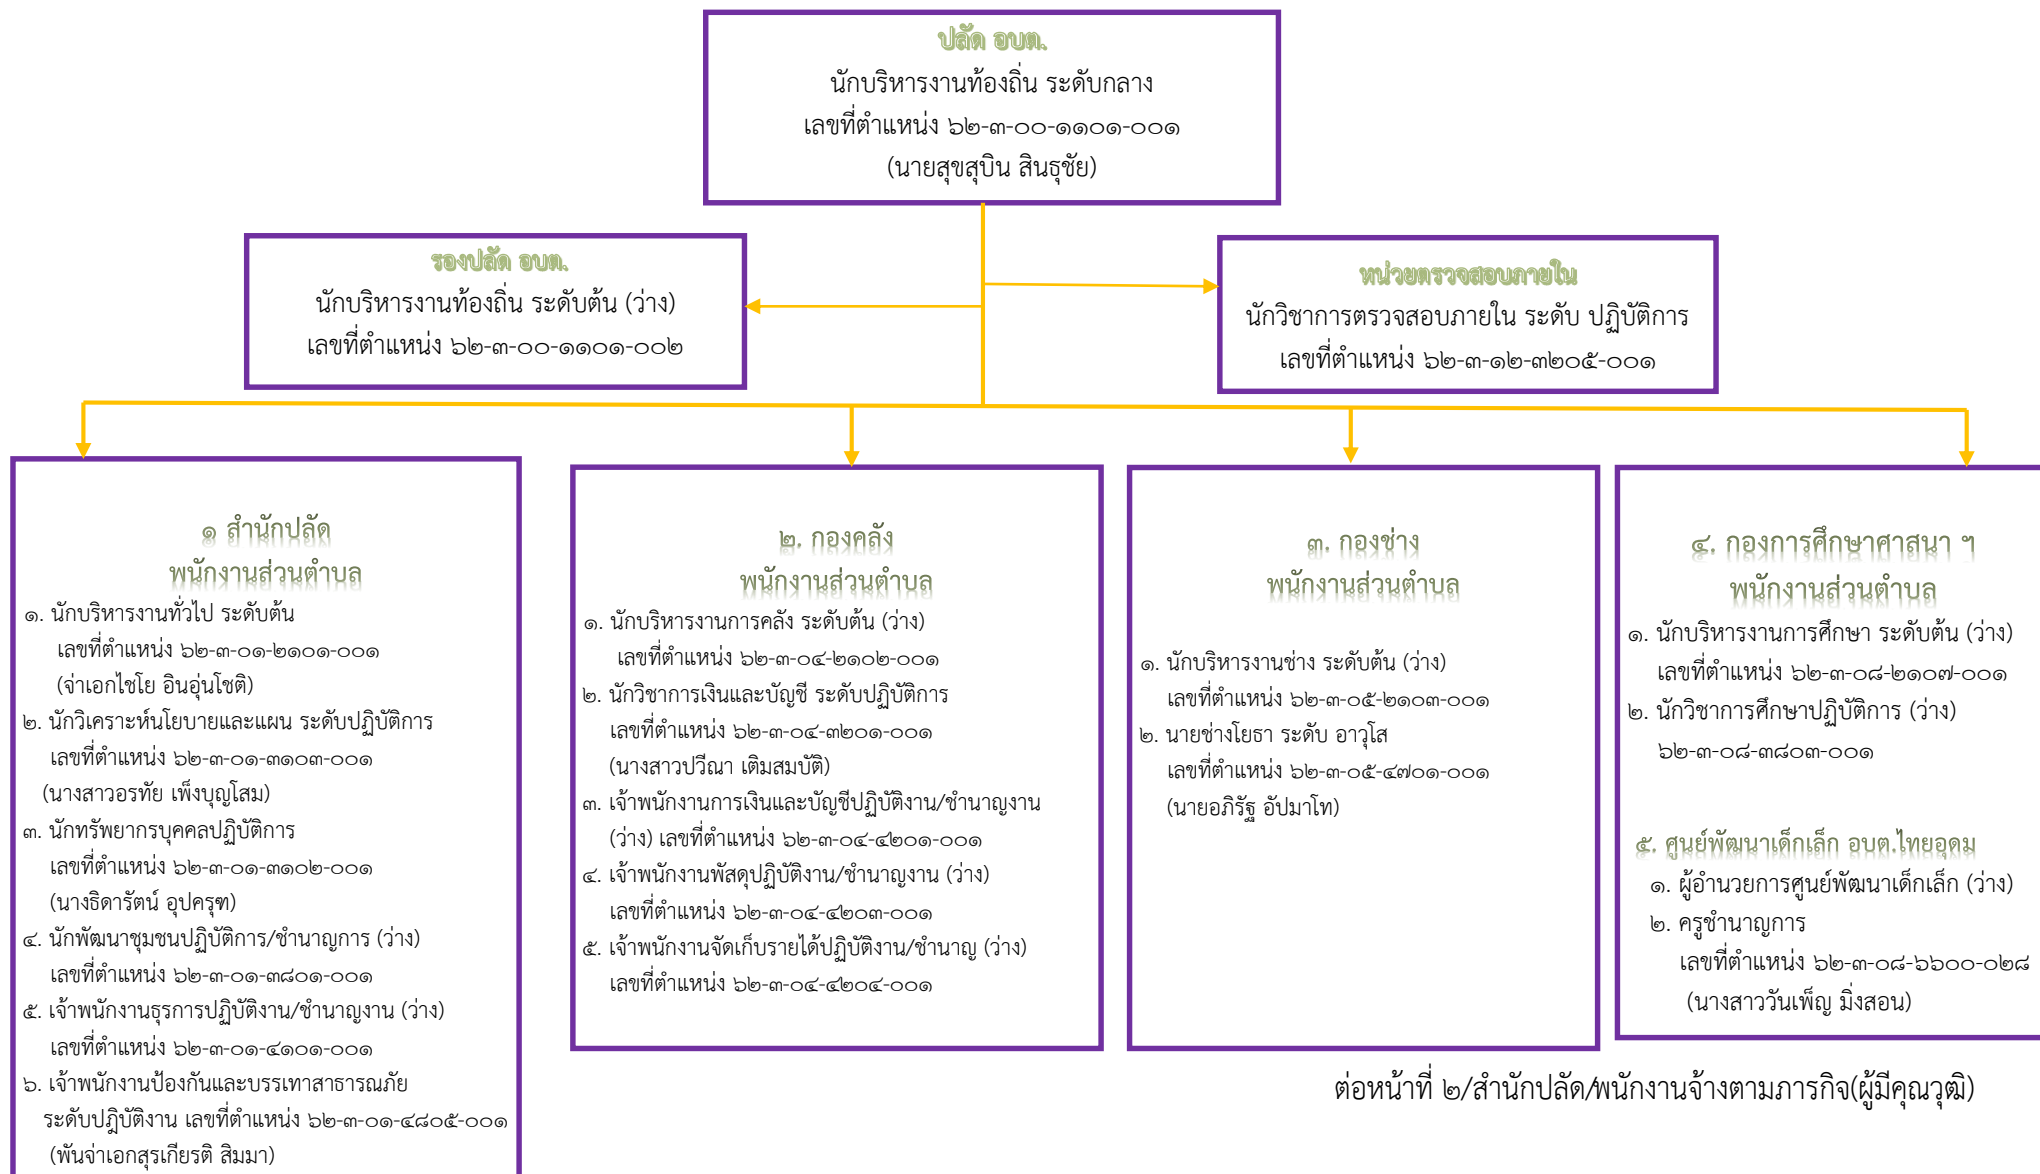 ปลัด อบต.
นักบริหารงานท้องถิ่น ระดับกลาง
เลขที่ตำแหน่ง ๖๒-๓-๐๐-๑๑๐๑-๐๐๑
(นายสุขสุบิน สินธุชัย)
รองปลัด อบต.
นักบริหารงานท้องถิ่น ระดับต้น (ว่าง)
เลขที่ตำแหน่ง ๖๒-๓-๐๐-๑๑๐๑-๐๐๒
หน่วยตรวจสอบภายใน
นักวิชาการตรวจสอบภายใน ระดับ ปฏิบัติการ
เลขที่ตำแหน่ง ๖๒-๓-๑๒-๓๒๐๕-๐๐๑
๑ สำนักปลัด
พนักงานส่วนตำบล
๑. นักบริหารงานทั่วไป ระดับต้น
เลขที่ตำแหน่ง ๖๒-๓-๐๑-๒๑๐๑-๐๐๑
(จ่าเอกไชโย อินอุ่นโชติ)
๒. นักวิเคราะห์นโยบายและแผน ระดับปฏิบัติการ
เลขที่ตำแหน่ง ๖๒-๓-๐๑-๓๑๐๓-๐๐๑
(นางสาวอรทัย เพ็งบุญโสม)
๓. นักทรัพยากรบุคคลปฏิบัติการ
เลขที่ตำแหน่ง ๖๒-๓-๐๑-๓๑๐๒-๐๐๑
(นางธิดารัตน์ อุปครุฑ)
๔. นักพัฒนาชุมชนปฏิบัติการ/ชำนาญการ (ว่าง)
เลขที่ตำแหน่ง ๖๒-๓-๐๑-๓๘๐๑-๐๐๑
๕. เจ้าพนักงานธุรการปฏิบัติงาน/ชำนาญงาน (ว่าง)
เลขที่ตำแหน่ง ๖๒-๓-๐๑-๔๑๐๑-๐๐๑
๖. เจ้าพนักงานป้องกันและบรรเทาสาธารณภัย
ระดับปฎิบัติงาน เลขที่ตำแหน่ง ๖๒-๓-๐๑-๔๘๐๕-๐๐๑
(พันจ่าเอกสุรเกียรติ สิมมา)
๒. กองคลัง
พนักงานส่วนตำบล
๑. นักบริหารงานการคลัง ระดับต้น (ว่าง)
เลขที่ตำแหน่ง ๖๒-๓-๐๔-๒๑๐๒-๐๐๑
๒. นักวิชาการเงินและบัญชี ระดับปฏิบัติการ
เลขที่ตำแหน่ง ๖๒-๓-๐๔-๓๒๐๑-๐๐๑
(นางสาวปวีณา เติมสมบัติ)
๓. เจ้าพนักงานการเงินและบัญชีปฏิบัติงาน/ชำนาญงาน
(ว่าง) เลขที่ตำแหน่ง ๖๒-๓-๐๔-๔๒๐๑-๐๐๑
๔. เจ้าพนักงานพัสดุปฏิบัติงาน/ชำนาญงาน (ว่าง)
เลขที่ตำแหน่ง ๖๒-๓-๐๔-๔๒๐๓-๐๐๑
๕. เจ้าพนักงานจัดเก็บรายได้ปฏิบัติงาน/ชำนาญ (ว่าง)
เลขที่ตำแหน่ง ๖๒-๓-๐๔-๔๒๐๔-๐๐๑
๓. กองช่าง
พนักงานส่วนตำบล
๑. นักบริหารงานช่าง ระดับต้น (ว่าง)
เลขที่ตำแหน่ง ๖๒-๓-๐๕-๒๑๐๓-๐๐๑
๒. นายช่างโยธา ระดับ อาวุโส
เลขที่ตำแหน่ง ๖๒-๓-๐๕-๔๗๐๑-๐๐๑
(นายอภิรัฐ อัปมาโท)
๔. กองการศึกษาศาสนา ฯ
พนักงานส่วนตำบล
๑. นักบริหารงานการศึกษา ระดับต้น (ว่าง)
เลขที่ตำแหน่ง ๖๒-๓-๐๘-๒๑๐๗-๐๐๑
๒. นักวิชาการศึกษาปฏิบัติการ (ว่าง)
๖๒-๓-๐๘-๓๘๐๓-๐๐๑
๕. ศูนย์พัฒนาเด็กเล็ก อบต.ไทยอุดม
๑. ผู้อำนวยการศูนย์พัฒนาเด็กเล็ก (ว่าง)
๒. ครูชำนาญการ
เลขที่ตำแหน่ง ๖๒-๓-๐๘-๖๖๐๐-๐๒๘
(นางสาววันเพ็ญ มิ่งสอน)
ต่อหน้าที่ ๒/สำนักปลัด/พนักงานจ้างตามภารกิจ(ผู้มีคุณวุฒิ)